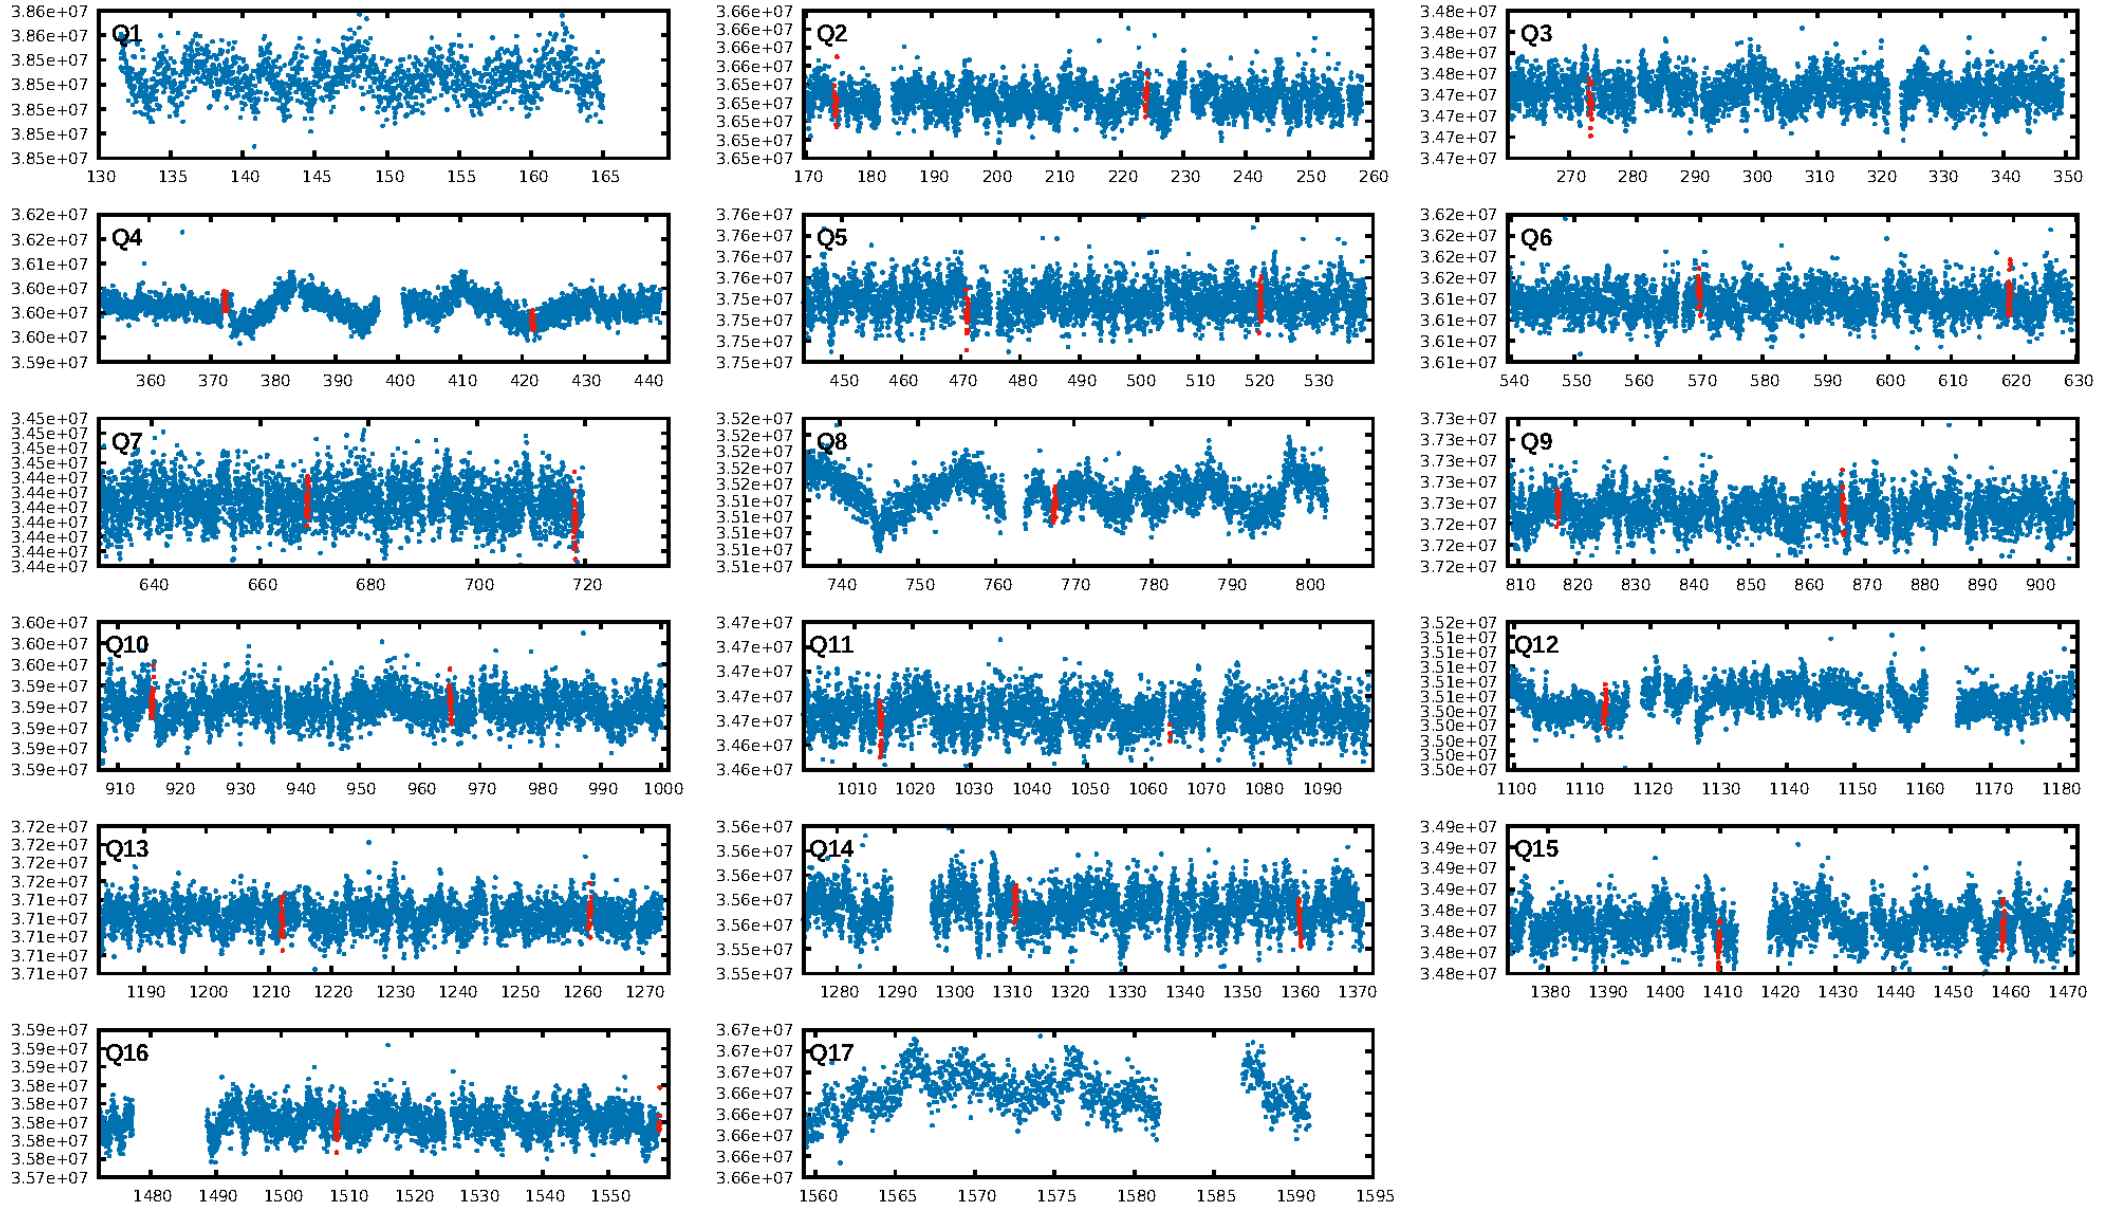 Q1
3.86e+07
3.86e+07
3.85e+07
3.85e+07
3.85e+07
3.85e+07
3.85e+07
130 135 140 145 150 155 160 165
Q2
3.66e+07
3.66e+07
3.66e+07
3.66e+07
3.65e+07
3.65e+07
3.65e+07
3.65e+07
3.65e+07
170 180 190 200 210 220 230 240 250 260
Q3
3.48e+07
3.48e+07
3.48e+07
3.48e+07
3.47e+07
3.47e+07
3.47e+07
3.47e+07
270 280 290 300 310 320 330 340 350
Q4
3.62e+07
3.62e+07
3.61e+07
3.60e+07
3.60e+07
3.60e+07
3.59e+07
360 370 380 390 400 410 420 430 440
Q5
3.76e+07
3.76e+07
3.76e+07
3.76e+07
3.75e+07
3.75e+07
3.75e+07
3.75e+07
450 460 470 480 490 500 510 520 530
Q6
3.62e+07
3.62e+07
3.62e+07
3.61e+07
3.61e+07
3.61e+07
3.61e+07
540 550 560 570 580 590 600 610 620 630
Q7
3.45e+07
3.45e+07
3.45e+07
3.45e+07
3.44e+07
3.44e+07
3.44e+07
3.44e+07
3.44e+07
3.44e+07
3.44e+07
640 660 680 700 720
Q8
3.52e+07
3.52e+07
3.52e+07
3.52e+07
3.52e+07
3.51e+07
3.51e+07
3.51e+07
3.51e+07
3.51e+07
740 750 760 770 780 790 800
Q9
3.73e+07
3.73e+07
3.73e+07
3.73e+07
3.73e+07
3.72e+07
3.72e+07
3.72e+07
810 820 830 840 850 860 870 880 890 900
Q10
3.60e+07
3.60e+07
3.60e+07
3.59e+07
3.59e+07
3.59e+07
3.59e+07
3.59e+07
910 920 930 940 950 960 970 980 990 1000
Q11
3.47e+07
3.47e+07
3.47e+07
3.47e+07
3.47e+07
3.46e+07
3.46e+07
1010 1020 1030 1040 1050 1060 1070 1080 1090
Q12
3.52e+07
3.51e+07
3.51e+07
3.51e+07
3.51e+07
3.51e+07
3.50e+07
3.50e+07
3.50e+07
3.50e+07
3.50e+07
1100 1110 1120 1130 1140 1150 1160 1170 1180
Q13
3.72e+07
3.72e+07
3.72e+07
3.72e+07
3.71e+07
3.71e+07
3.71e+07
3.71e+07
3.71e+07
1190 1200 1210 1220 1230 1240 1250 1260 1270
Q14
3.56e+07
3.56e+07
3.56e+07
3.56e+07
3.56e+07
3.55e+07
3.55e+07
1280 1290 1300 1310 1320 1330 1340 1350 1360 1370
Q15
3.49e+07
3.49e+07
3.49e+07
3.49e+07
3.48e+07
3.48e+07
3.48e+07
3.48e+07
1380 1390 1400 1410 1420 1430 1440 1450 1460 1470
Q16
3.59e+07
3.59e+07
3.59e+07
3.58e+07
3.58e+07
3.58e+07
3.58e+07
3.58e+07
3.57e+07
1480 1490 1500 1510 1520 1530 1540 1550
Q17
3.67e+07
3.67e+07
3.67e+07
3.66e+07
3.66e+07
3.66e+07
3.66e+07
3.66e+07
1560 1565 1570 1575 1580 1585 1590 1595